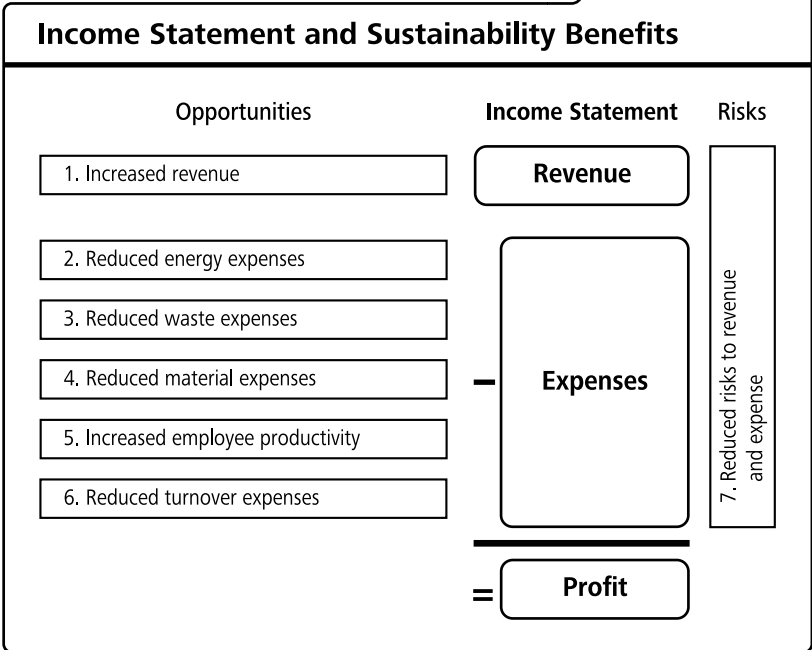 Income Statement and Sustainability Benefits
Opportunities
Income Statement
Risks
1. Increased revenue
Revenue
2. Reduced energy expenses
3. Reduced waste expenses
4. Reduced material expenses
5. Increased employee productivity
6. Reduced turnover expenses
–
Expenses
7. Reduced risks to revenue
and expense
=
Profit